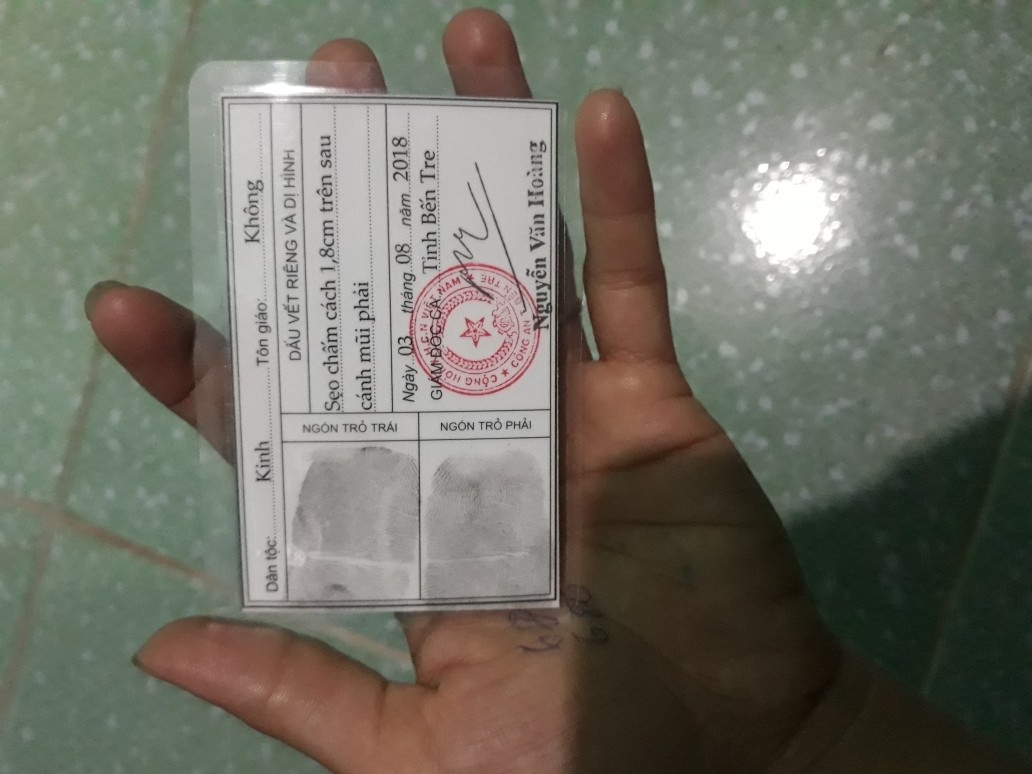 Dân tộc: Kinh Tôn giáo: Không
DẤU VẾT RIÊNG VÀ DỊ HÌNH
Sẹo chấm cách 1,8cm trên sau
cánh mũi phải
Ngày 03 tháng 08 năm 2018
GIÁM ĐỐC CA: Tỉnh Bến Tre
Nguyễn Văn Hoàng
NGÓN TRỎ TRÁI
NGÓN TRỎ PHẢI